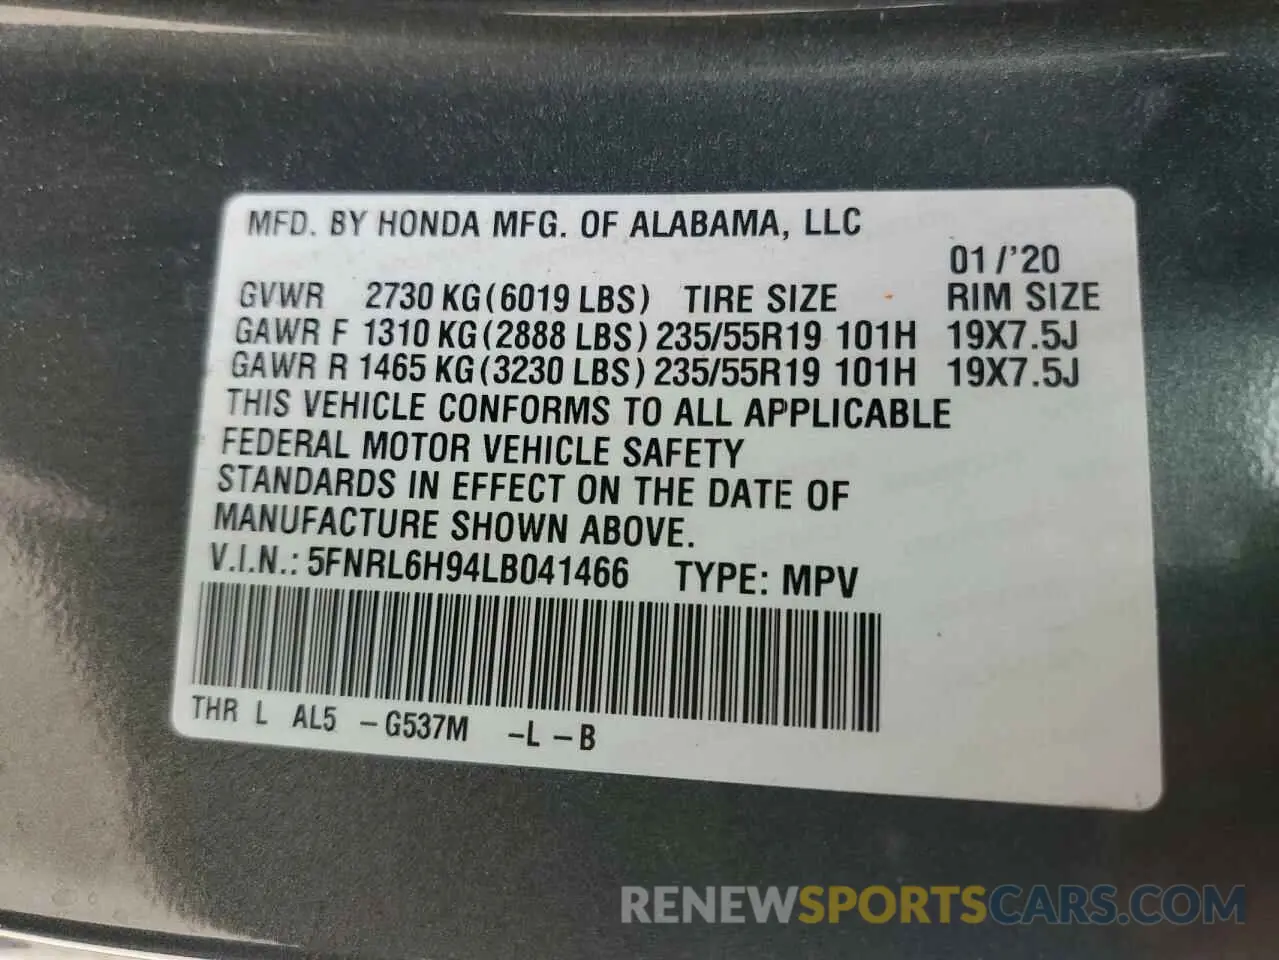 MFD. BY HONDA MFG. OF ALABAMA, LLC
01/'20
GVWR 2730 KG(6019 LBS) TIRE SIZE RIM SIZE
GAWR F 1310 KG(2888 LBS) 235/55R19 101H 19X7.5J
GAWR R 1465 KG(3230 LBS) 235/55R19 101H 19X7.5J
THIS VEHICLE CONFORMS TO ALL APPLICABLE
FEDERAL MOTOR VEHICLE SAFETY
STANDARDS IN EFFECT ON THE DATE OF
MANUFACTURE SHOWN ABOVE.
V.I.N.: 5FNRL6H94LB041466 TYPE: MPV
THR L AL5 -G537M -L -B
RENEWSPORTSCARS.COM